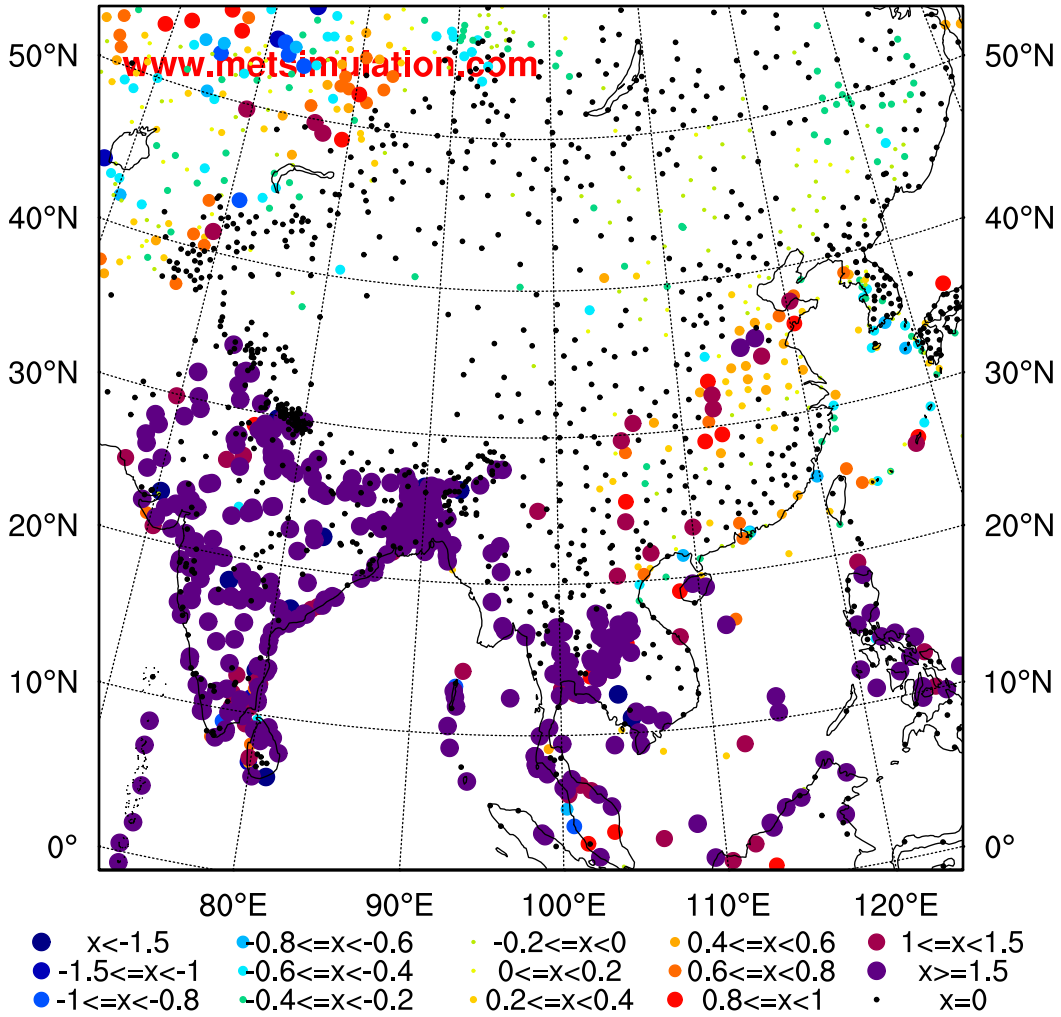 50°N 50°N
www.metsimulation.com
40°N 40°N
30°N 30°N
20°N 20°N
10°N 10°N
0° 0°
80°E 90°E 100°E 110°E 120°E
x<-1.5 -0.8<=x<-0.6 -0.2<=x<0 0.4<=x<0.6 1<=x<1.5
-1.5<=x<-1 -0.6<=x<-0.4 0<=x<0.2 0.6<=x<0.8 x>=1.5
-1<=x<-0.8 -0.4<=x<-0.2 0.2<=x<0.4 0.8<=x<1 x=0